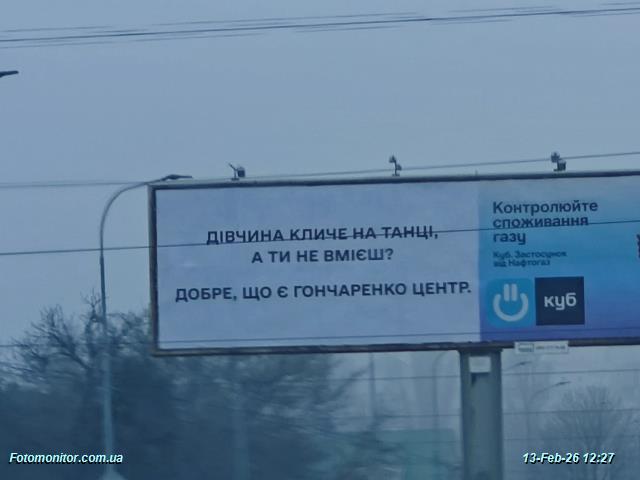 ДІВЧИНА КЛИЧЕ НА ТАНЦІ,
А ТИ НЕ ВМІЄШ?
ДОБРЕ, ЩО Є ГОНЧАРЕНКО ЦЕНТР.
Контролюйте
споживання
газу
Куб. Застосунок
від Нафтогаз
куб
Fotomonitor.com.ua
13-Feb-26 12:27